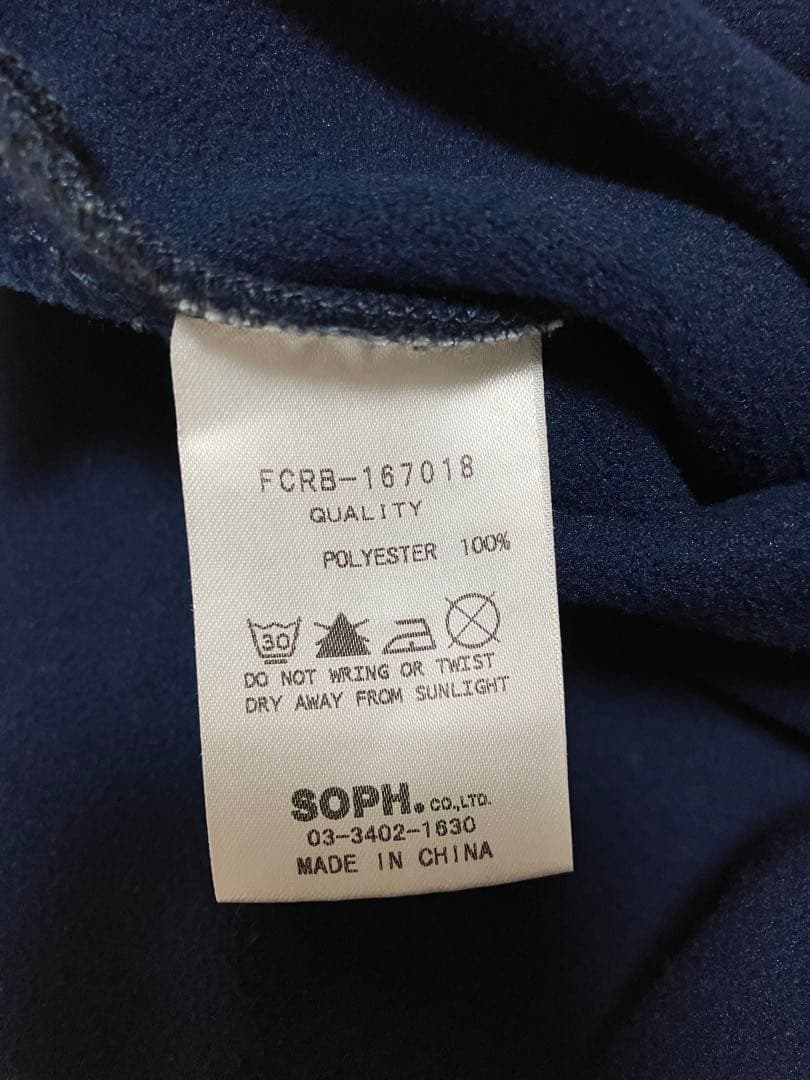 FCRB-167018
QUALITY
POLYESTER 100%
30
DO NOT WRING OR TWIST
DRY AWAY FROM SUNLIGHT
SOPH. CO.,LTD.
03-3402-1630
MADE IN CHINA